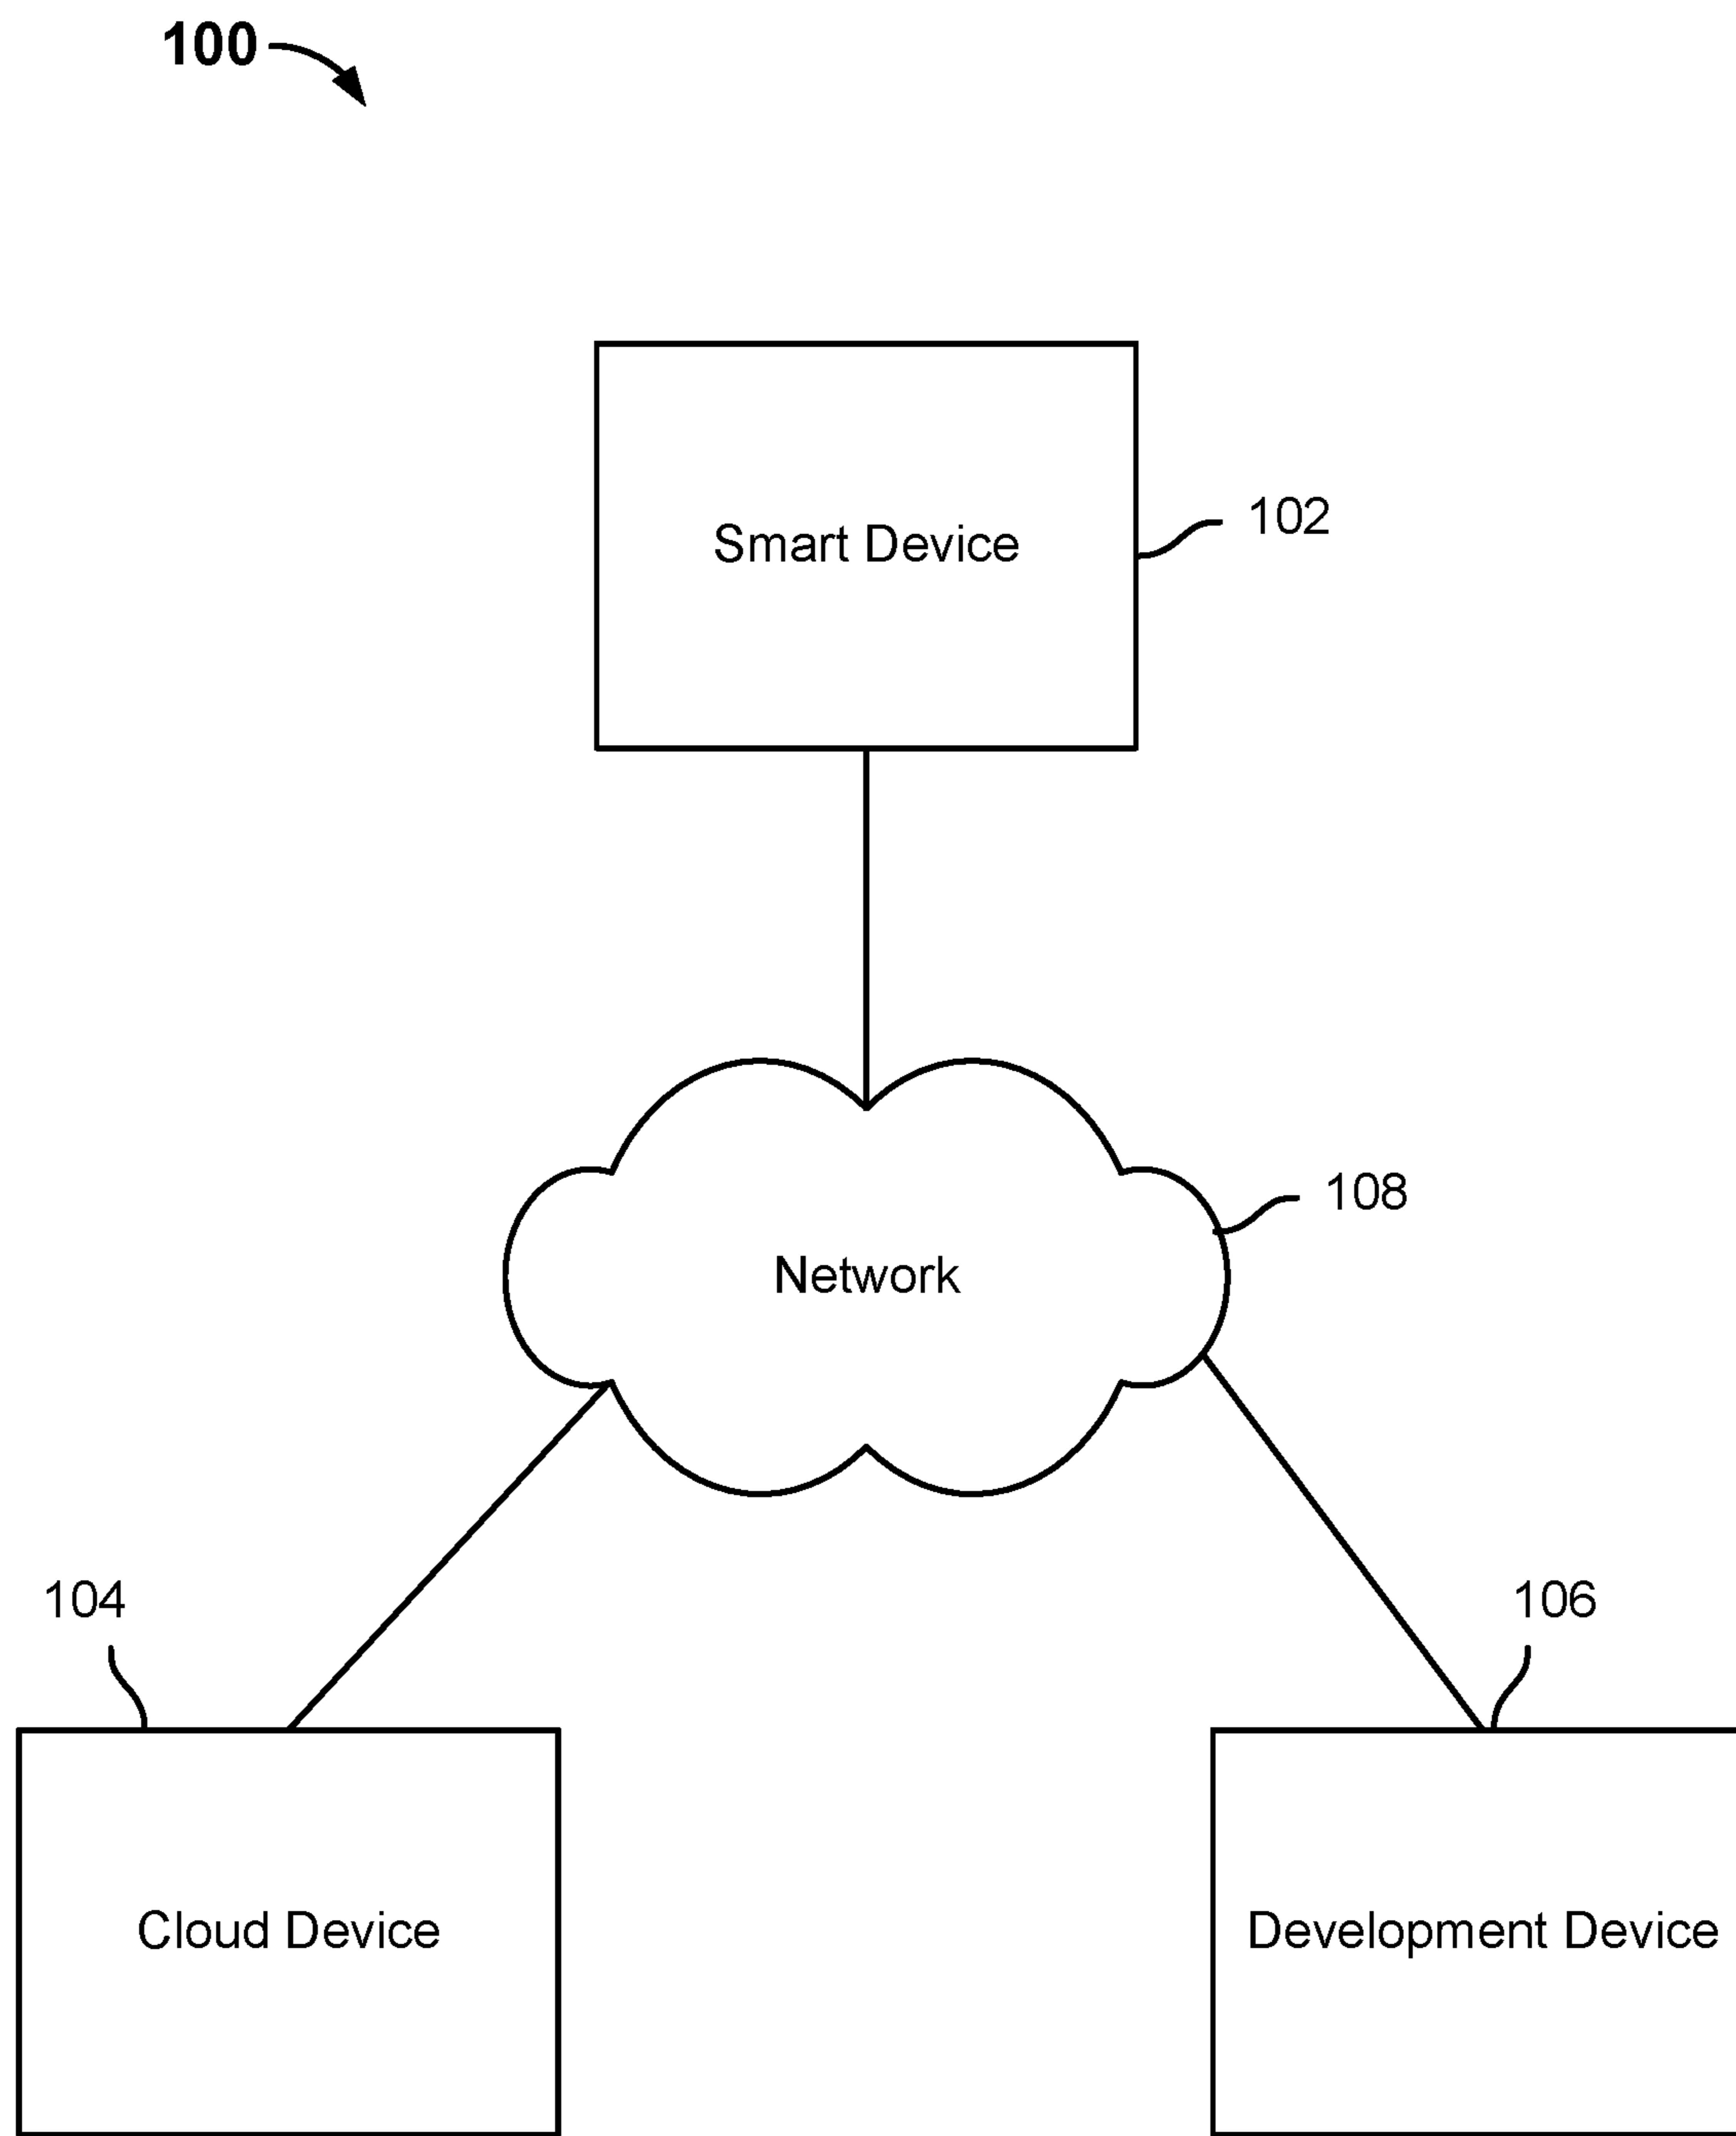 100
Smart Device
102
Network
108
104
106
Cloud Device
Development Device